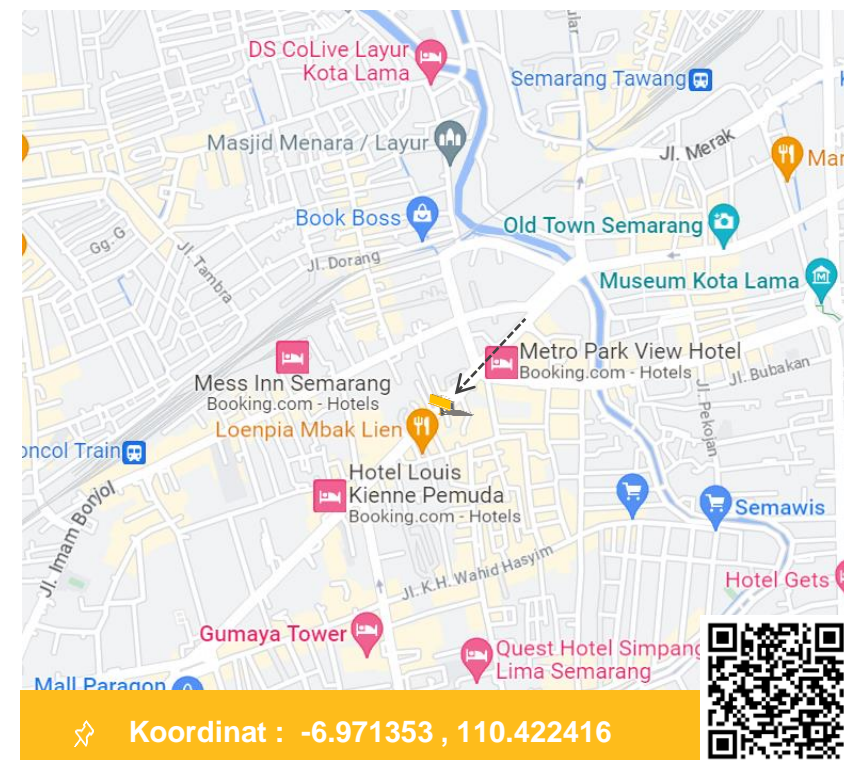 DS CoLive Layur
Kota Lama
Semarang Tawang
Masjid Menara / Layur
Jl. Merak
Book Boss
Old Town Semarang
Gg. G
Jl. Tambra
Jl. Dorang
Museum Kota Lama
Metro Park View Hotel
Booking.com - Hotels
Mess Inn Semarang
Booking.com - Hotels
Jl. Bubakan
Jl. Pekojan
Loenpia Mbak Lien
oncol Train
Hotel Louis
Kienne Pemuda
Booking.com - Hotels
Semawis
Jl. Imam Bonjol
Jl. K.H. Wahid Hasyim
Hotel Gets
Gumaya Tower
Quest Hotel Simpang
Lima Semarang
Mall Paragon
Koordinat : -6.971353 , 110.422416